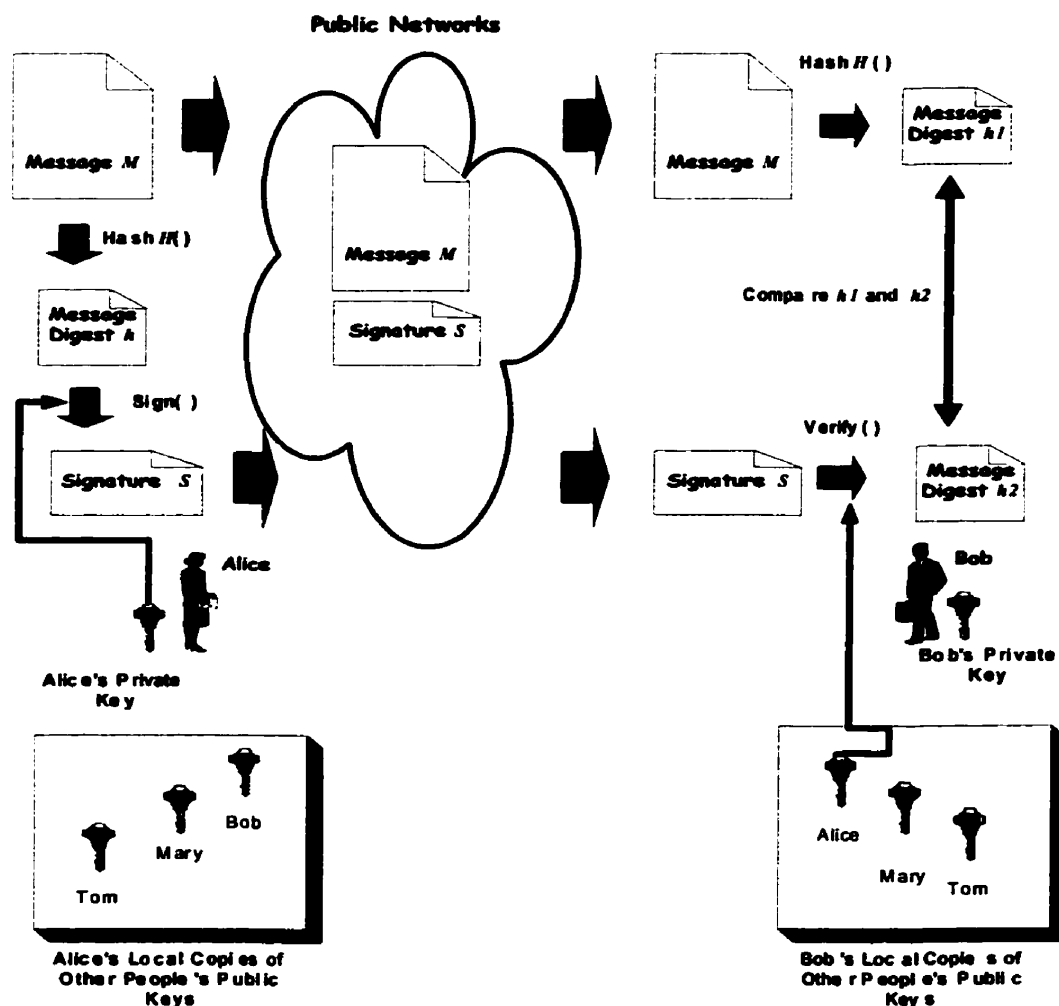 Public Networks
Message M
Hash H()
Message
Digest h
Sign( )
Signature S
Alice
Alice's Private
Key
Message M
Signature S
Message M
Hash H( )
Message
Digest h1
Compare h1 and h2
Verify( )
Signature S
Message
Digest h2
Bob
Bob's Private
Key
Bob
Mary
Tom
Alice's Local Copies of
Other People's Public
Keys
Alice
Mary
Tom
Bob's Local Copies of
Other People's Public
Keys